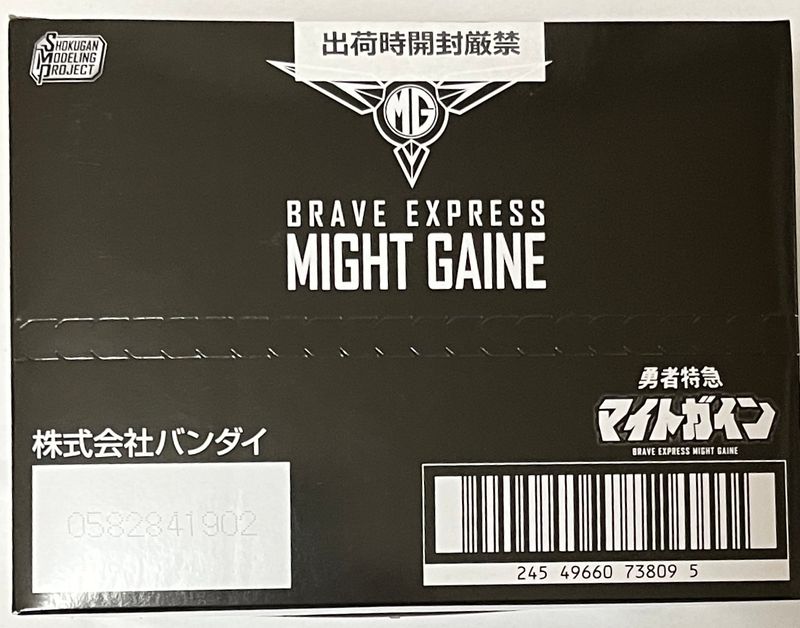 SHOKUGAN
MODELING
PROJECT
出荷時開封厳禁
MG
BRAVE EXPRESS
MIGHT GAINE
勇者特急
マイトガイン
BRAVE EXPRESS MIGHT GAINE
株式会社バンダイ
0582841902
245 49660 73809 5